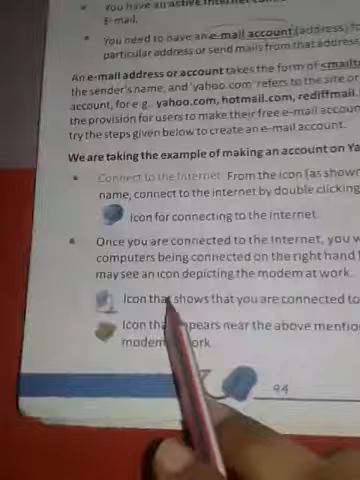 You have an active Internet
E-mail.
You need to have an e-mail account (address)
particular address or send mails from that address
An e-mail address or account takes the form of <mailto
the sender's name, and 'yahoo.com' refers to the site or
account, for e.g., yahoo.com, hotmail.com, rediffmail.
the provision for users to make their free e-mail accoun
try the steps given below to create an e-mail account.
We are taking the example of making an account on Ya
Connect to the Internet. From the icon (as shown
name, connect to the internet by double clicking
Icon for connecting to the Internet.
Once you are connected to the Internet, you w
computers being connected on the right hand
may see an icon depicting the modem at work.
Icon that shows that you are connected to
Icon tha ppears near the above mentio
modem ork
94